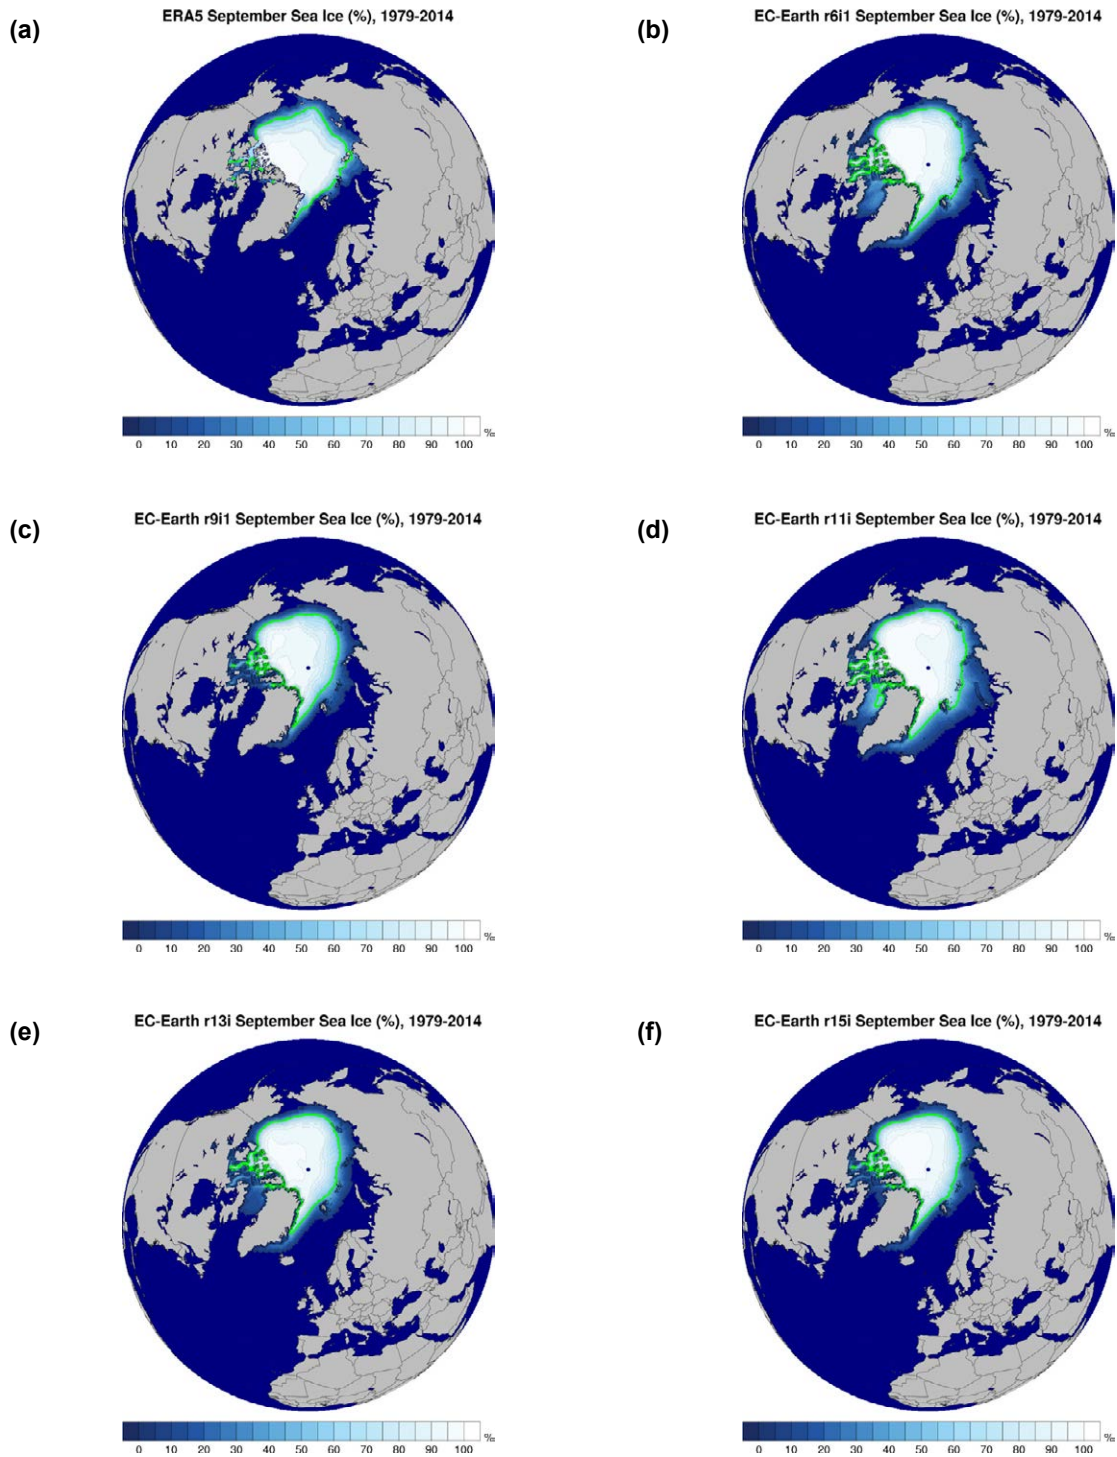 (a)
ERA5 September Sea Ice (%), 1979-2014
0 10 20 30 40 50 60 70 80 90 100 %
(b)
EC-Earth r6i1 September Sea Ice (%), 1979-2014
0 10 20 30 40 50 60 70 80 90 100 %
(c)
EC-Earth r9i1 September Sea Ice (%), 1979-2014
0 10 20 30 40 50 60 70 80 90 100 %
(d)
EC-Earth r11i September Sea Ice (%), 1979-2014
0 10 20 30 40 50 60 70 80 90 100 %
(e)
EC-Earth r13i September Sea Ice (%), 1979-2014
0 10 20 30 40 50 60 70 80 90 100 %
(f)
EC-Earth r15i September Sea Ice (%), 1979-2014
0 10 20 30 40 50 60 70 80 90 100 %